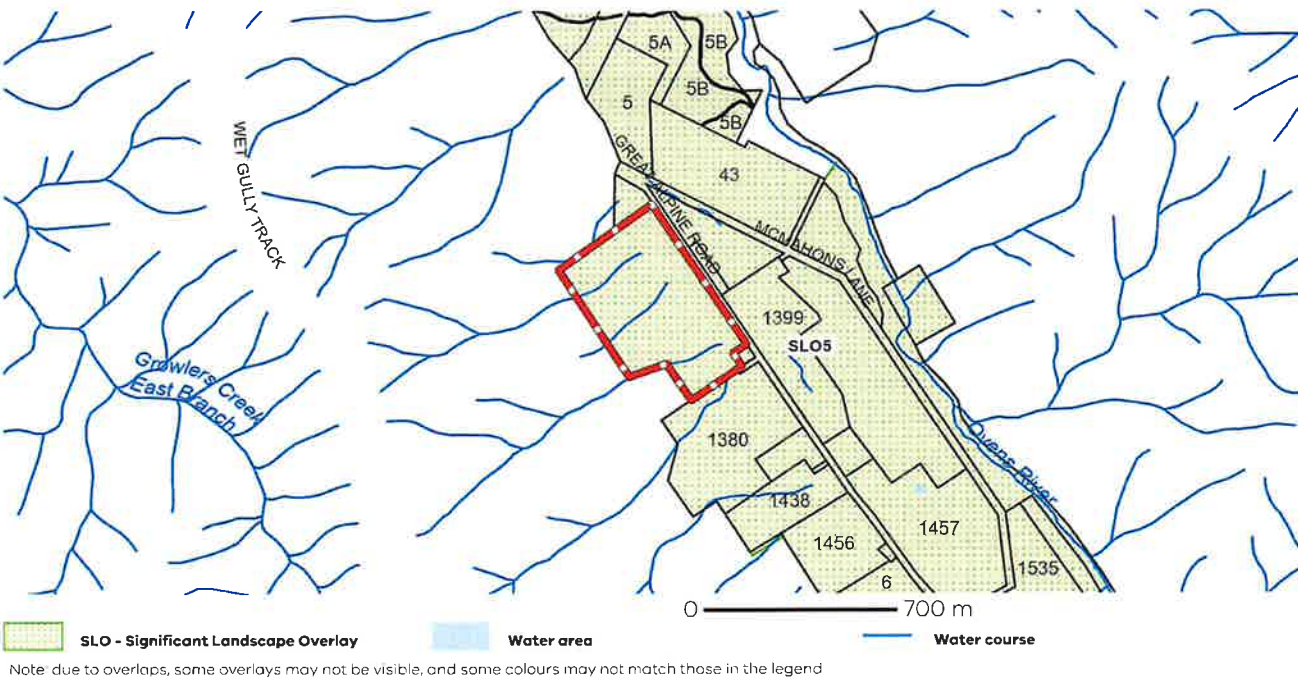 5A
5B
5B
5
5B
WET GULLY TRACK
GREAT ALPINE ROAD
43
MCMAHONS LANE
1399
SLO5
Growlers Creek
East Branch
1380
Ovens River
1438
1457
1456
6
1535
0 700 m
SLO - Significant Landscape Overlay
Water area
Water course
Note: due to overlaps, some overlays may not be visible, and some colours may not match those in the legend